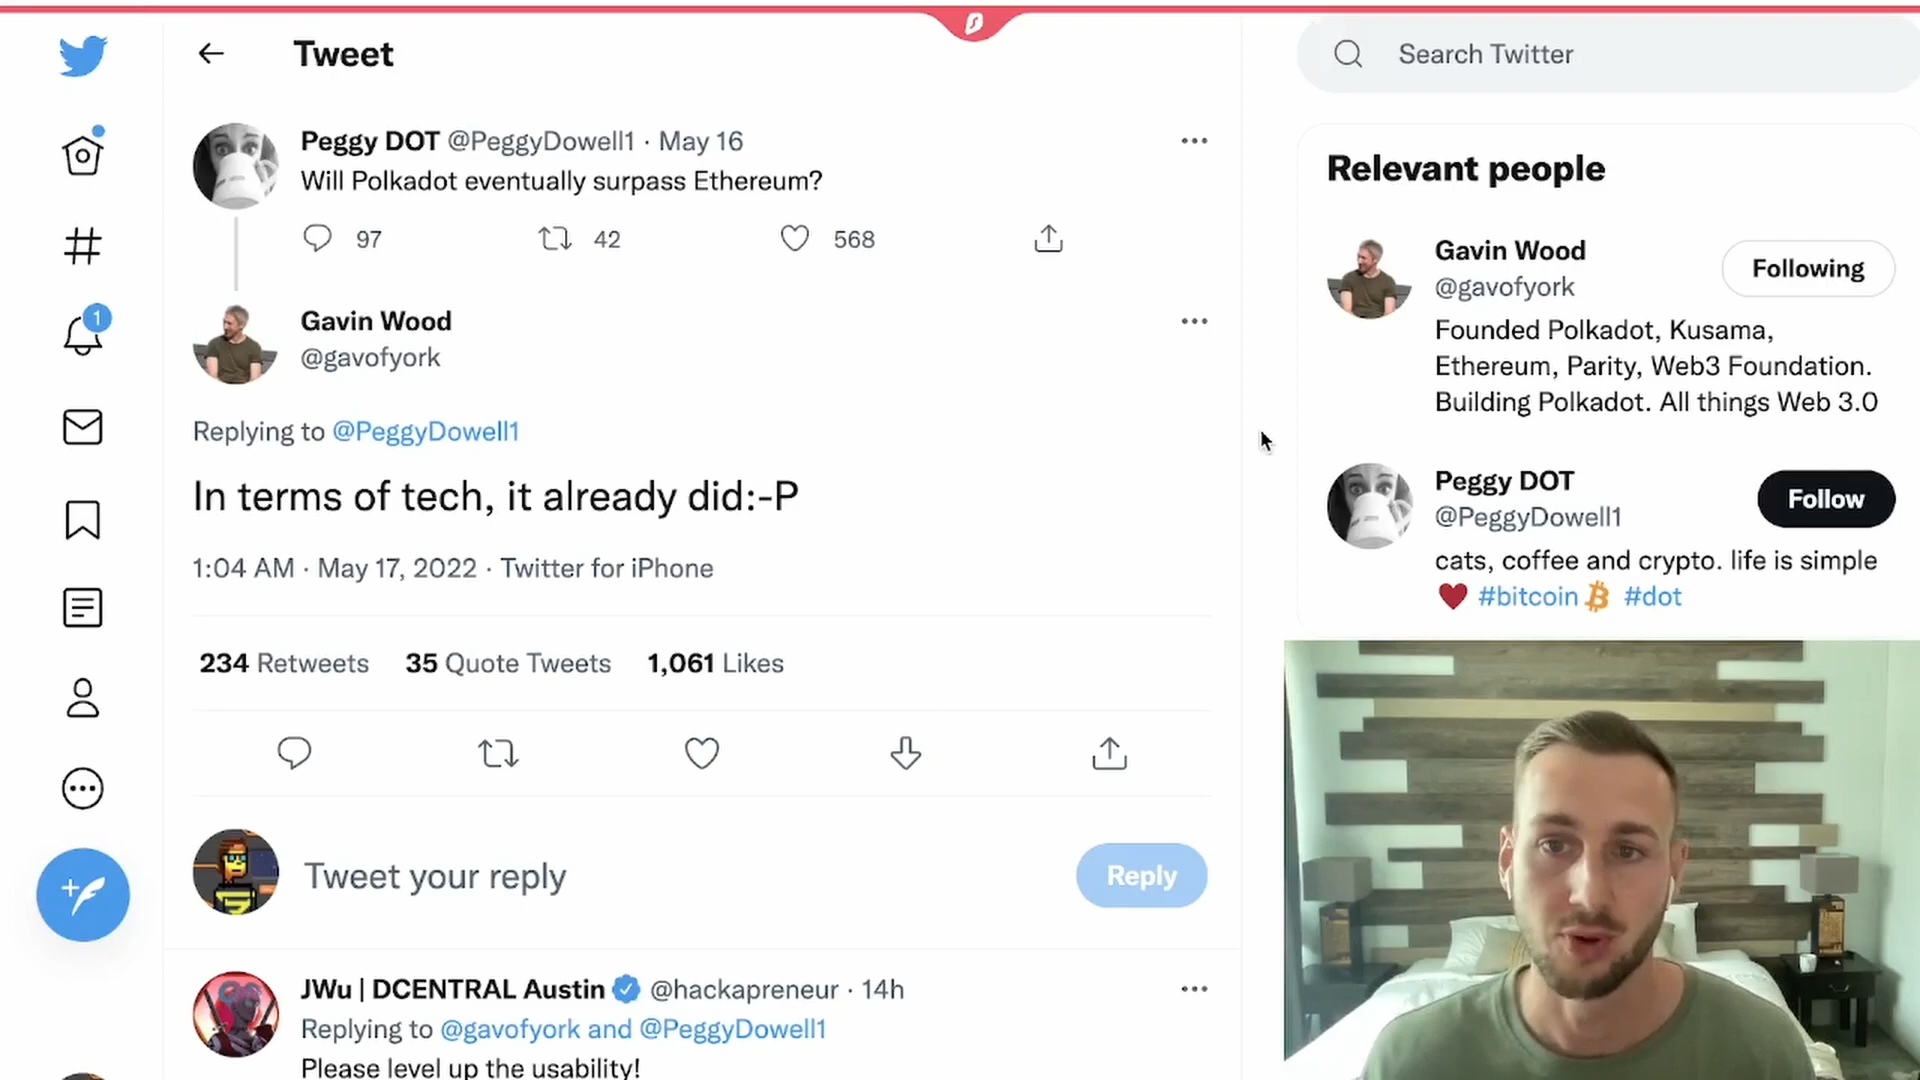 Tweet
Search Twitter
Peggy DOT @PeggyDowell1 · May 16
Will Polkadot eventually surpass Ethereum?
97 42 568
Gavin Wood
@gavofyork
Replying to @PeggyDowell1
In terms of tech, it already did:-P
1:04 AM · May 17, 2022 · Twitter for iPhone
234 Retweets 35 Quote Tweets 1,061 Likes
Tweet your reply
Reply
JWu | DCENTRAL Austin @hackapreneur · 14h
Replying to @gavofyork and @PeggyDowell1
Please level up the usability!
1
Relevant people
Gavin Wood
@gavofyork
Following
Founded Polkadot, Kusama,
Ethereum, Parity, Web3 Foundation.
Building Polkadot. All things Web 3.0
Peggy DOT
@PeggyDowell1
Follow
cats, coffee and crypto. life is simple
#bitcoin #dot